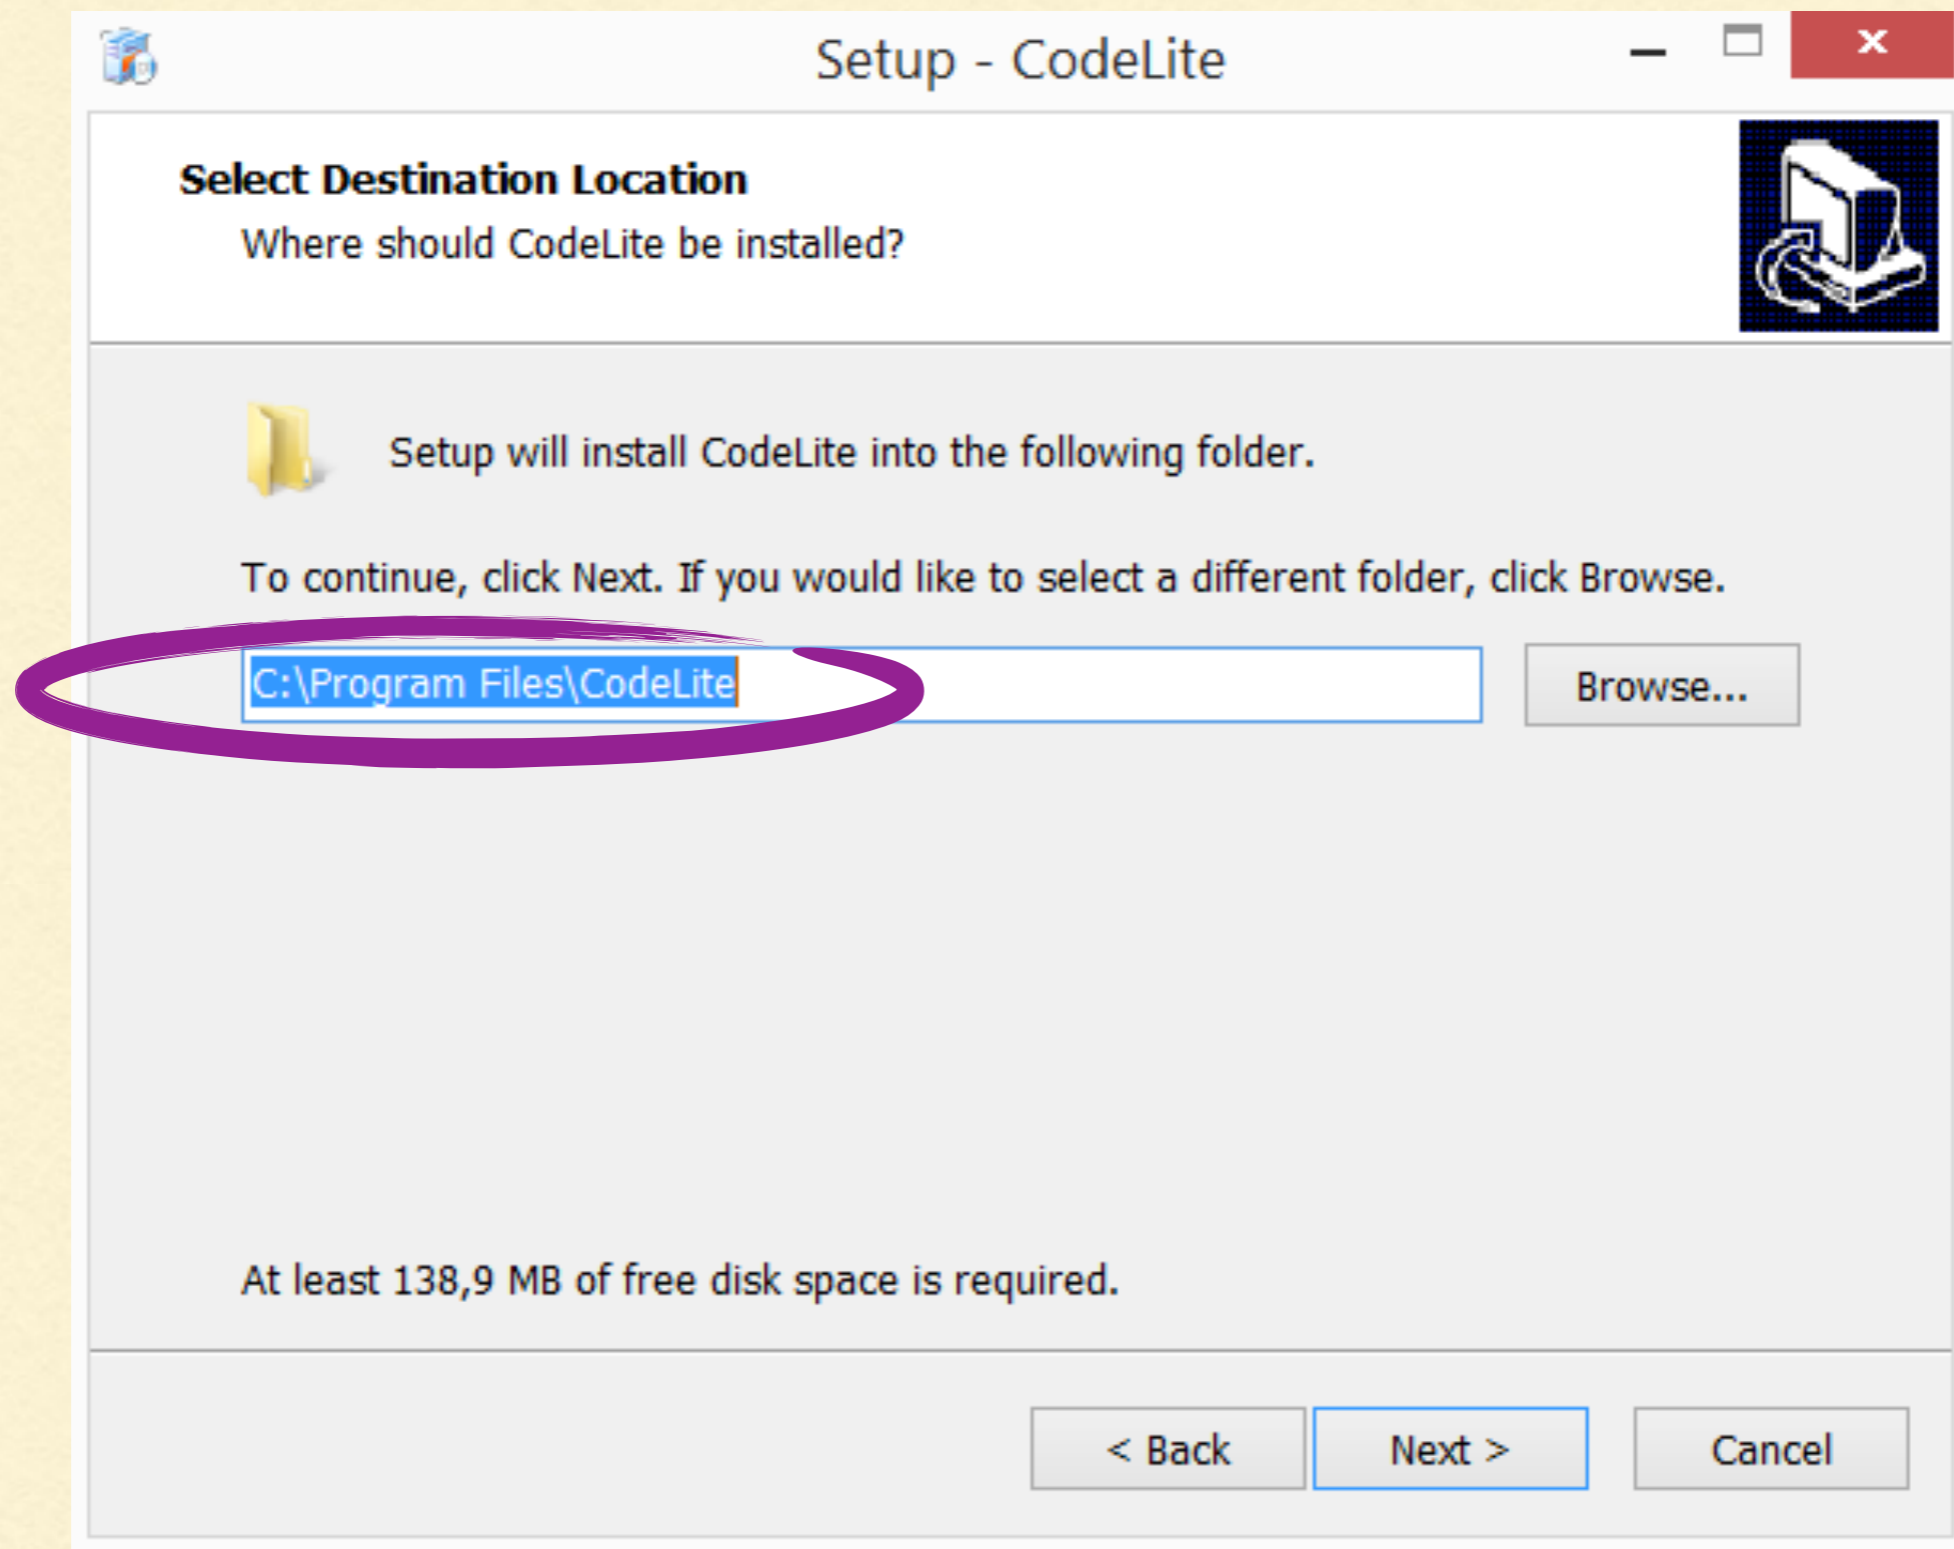 Setup - CodeLite
Select Destination Location
Where should CodeLite be installed?
Setup will install CodeLite into the following folder.
To continue, click Next. If you would like to select a different folder, click Browse.
C:\Program Files\CodeLite
Browse...
At least 138,9 MB of free disk space is required.
< Back
Next >
Cancel